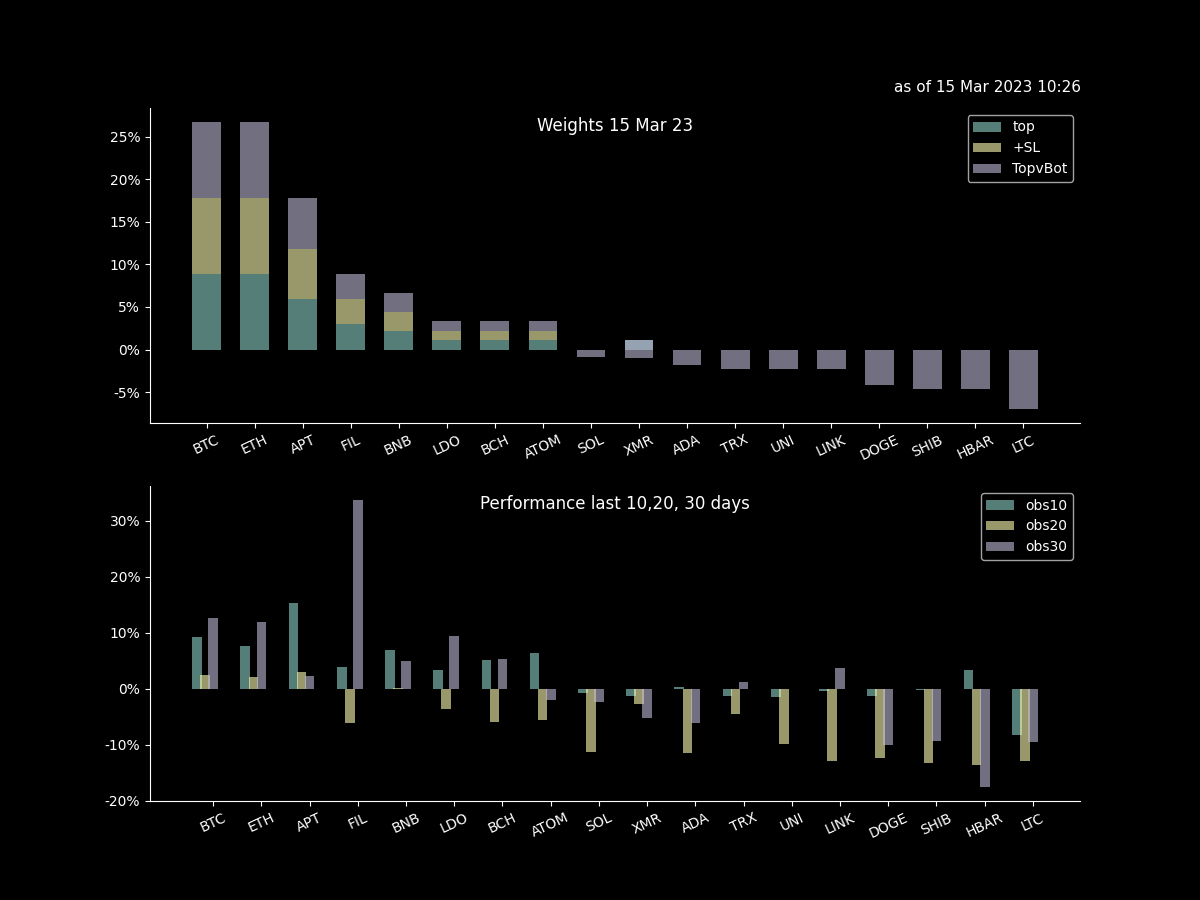 as of 15 Mar 2023 10:26
Weights 15 Mar 23
top
+SL
TopvBot
25%
20%
15%
10%
5%
0%
-5%
BTC ETH APT FIL BNB LDO BCH ATOM SOL XMR ADA TRX UNI LINK DOGE SHIB HBAR LTC
Performance last 10,20, 30 days
obs10
obs20
obs30
30%
20%
10%
0%
-10%
-20%
BTC ETH APT FIL BNB LDO BCH ATOM SOL XMR ADA TRX UNI LINK DOGE SHIB HBAR LTC